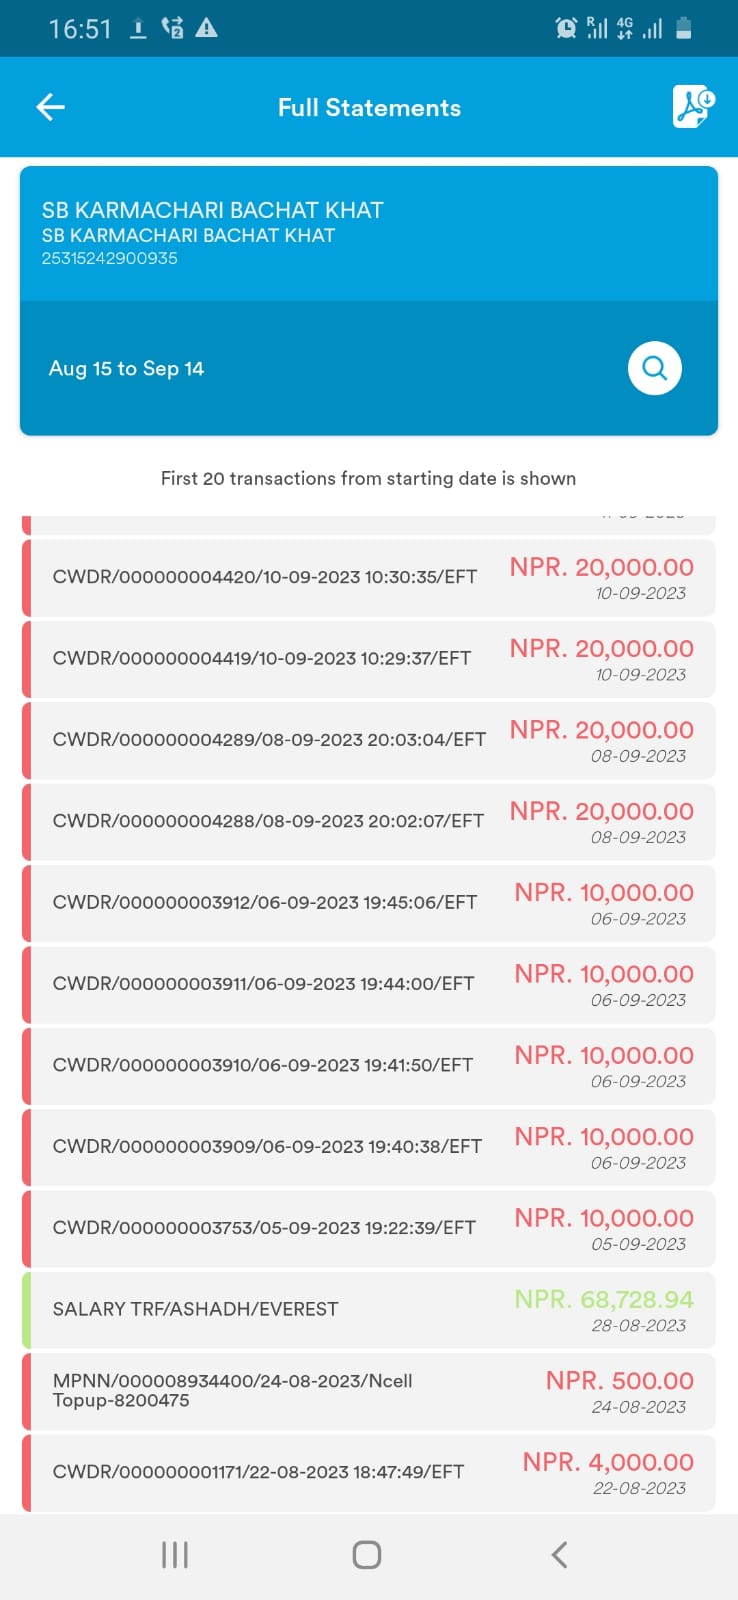 16:51
R 4G
2
Full Statements
SB KARMACHARI BACHAT KHAT
SB KARMACHARI BACHAT KHAT
25315242900935
Aug 15 to Sep 14
First 20 transactions from starting date is shown
CWDR/000000004420/10-09-2023 10:30:35/EFT
NPR. 20,000.00
10-09-2023
CWDR/000000004419/10-09-2023 10:29:37/EFT
NPR. 20,000.00
10-09-2023
CWDR/000000004289/08-09-2023 20:03:04/EFT
NPR. 20,000.00
08-09-2023
CWDR/000000004288/08-09-2023 20:02:07/EFT
NPR. 20,000.00
08-09-2023
CWDR/000000003912/06-09-2023 19:45:06/EFT
NPR. 10,000.00
06-09-2023
CWDR/000000003911/06-09-2023 19:44:00/EFT
NPR. 10,000.00
06-09-2023
CWDR/000000003910/06-09-2023 19:41:50/EFT
NPR. 10,000.00
06-09-2023
CWDR/000000003909/06-09-2023 19:40:38/EFT
NPR. 10,000.00
06-09-2023
CWDR/000000003753/05-09-2023 19:22:39/EFT
NPR. 10,000.00
05-09-2023
SALARY TRF/ASHADH/EVEREST
NPR. 68,728.94
28-08-2023
MPNN/000008934400/24-08-2023/Ncell
Topup-8200475
NPR. 500.00
24-08-2023
CWDR/000000001171/22-08-2023 18:47:49/EFT
NPR. 4,000.00
22-08-2023